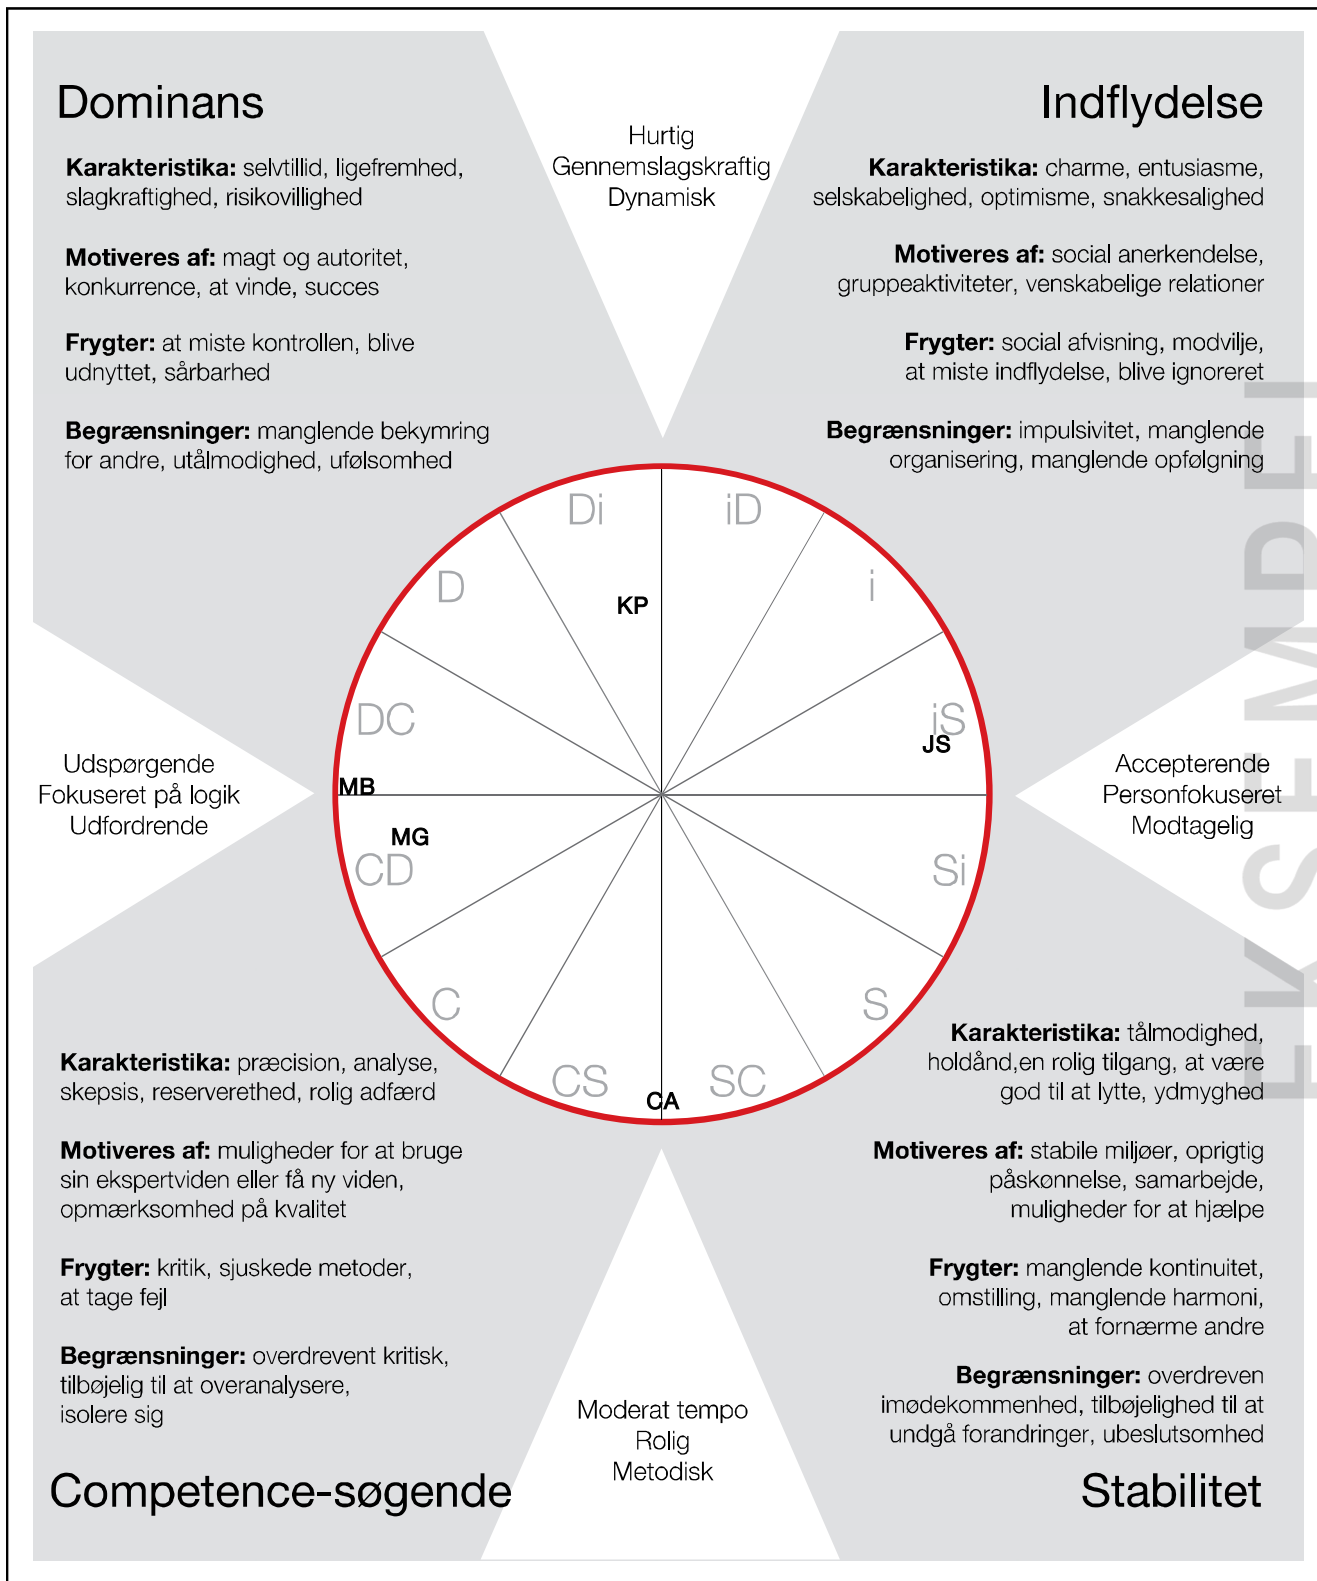 Dominans
Karakteristika: selvtillid, ligefremhed,
slagkraftighed, risikovillighed
Motiveres af: magt og autoritet,
konkurrence, at vinde, succes
Frygter: at miste kontrollen, blive
udnyttet, sårbarhed
Begrænsninger: manglende bekymring
for andre, utålmodighed, ufølsomhed
Hurtig
Gennemslagskraftig
Dynamisk
Indflydelse
Karakteristika: charme, entusiasme,
selskabelighed, optimisme, snakkesalighed
Motiveres af: social anerkendelse,
gruppeaktiviteter, venskabelige relationer
Frygter: social afvisning, modvilje,
at miste indflydelse, blive ignoreret
Begrænsninger: impulsivitet, manglende
organisering, manglende opfølgning
Di
iD
D
i
KP
DC
iS
JS
MB
MG
CD
Si
C
S
CS
CA
SC
Udspørgende
Fokuseret på logik
Udfordrende
Accepterende
Personfokuseret
Modtagelig
Karakteristika: præcision, analyse,
skepsis, reserverethed, rolig adfærd
Motiveres af: muligheder for at bruge
sin ekspertviden eller få ny viden,
opmærksomhed på kvalitet
Frygter: kritik, sjuskede metoder,
at tage fejl
Begrænsninger: overdrevent kritisk,
tilbøjelig til at overanalysere,
isolere sig
Competence-søgende
Moderat tempo
Rolig
Metodisk
Karakteristika: tålmodighed,
holdånd,en rolig tilgang, at være
god til at lytte, ydmyghed
Motiveres af: stabile miljøer, oprigtig
påskønnelse, samarbejde,
muligheder for at hjælpe
Frygter: manglende kontinuitet,
omstilling, manglende harmoni,
at fornærme andre
Begrænsninger: overdreven
imødekommenhed, tilbøjelighed til at
undgå forandringer, ubeslutsomhed
Stabilitet